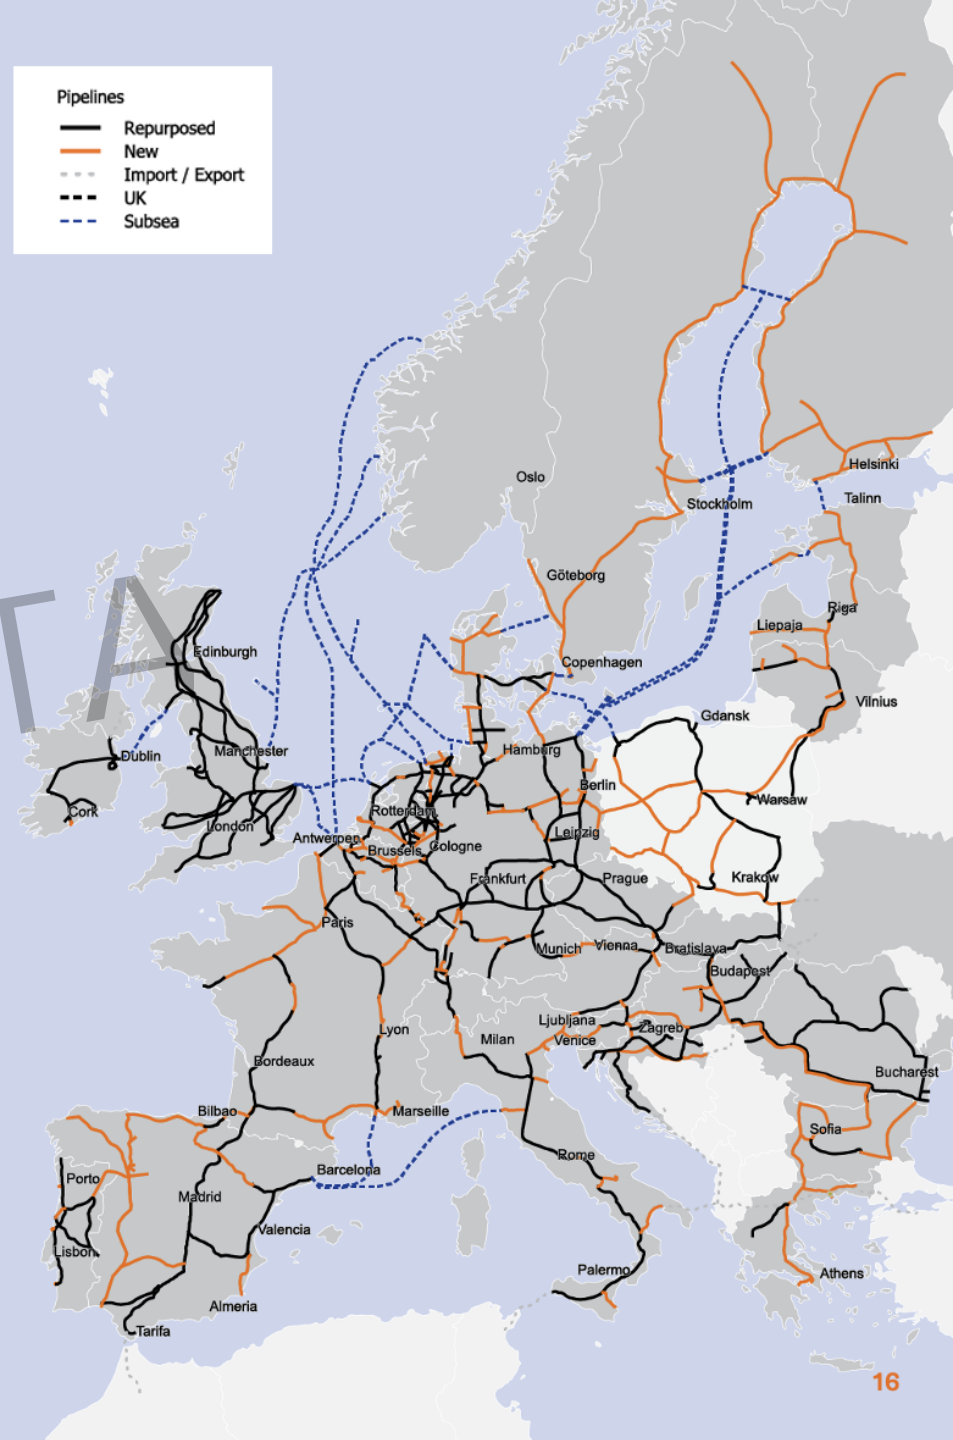 Pipelines
Repurposed
New
Import / Export
UK
Subsea
Oslo
Helsinki
Talinn
Stockholm
Göteborg
Riga
Liepaja
TA
Edinburgh
Copenhagen
Vilnius
Gdansk
Dublin
Manchester
Hamburg
Berlin
Warsaw
Cork
Rotterdam
London
Leipzig
Antwerpen
Brussels
Cologne
Frankfurt
Prague
Krakow
Paris
Munich
Vienna
Bratislava
Budapest
Ljubljana
Lyon
Milan
Venice
Zagreb
Bordeaux
Bucharest
Bilbao
Marseille
Sofia
Rome
Barcelona
Porto
Madrid
Valencia
Lisbon
Palermo
Athens
Almeria
Tarifa
16